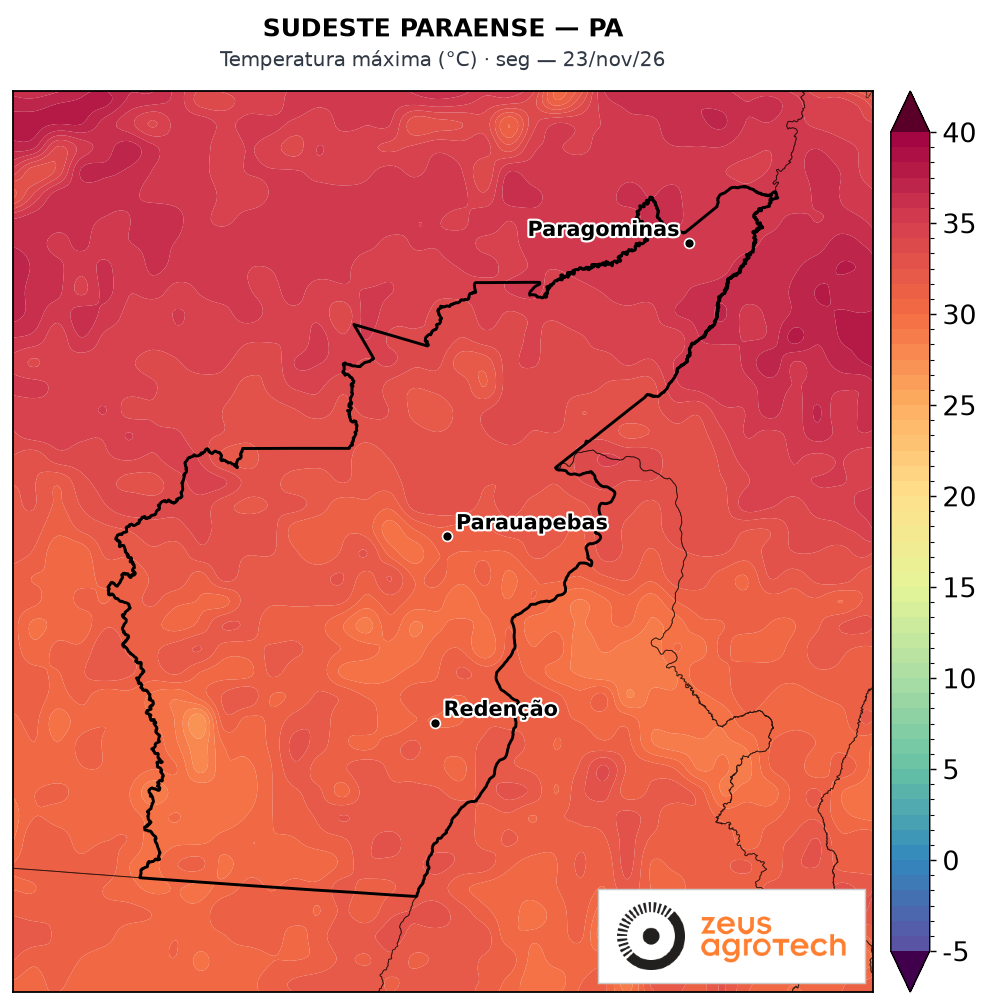 SUDESTE PARAENSE — PA
Temperatura máxima (°C) · seg — 23/nov/26
40
35
30
25
20
15
10
5
0
-5
Paragominas
Parauapebas
Redenção
zeus
agrotech